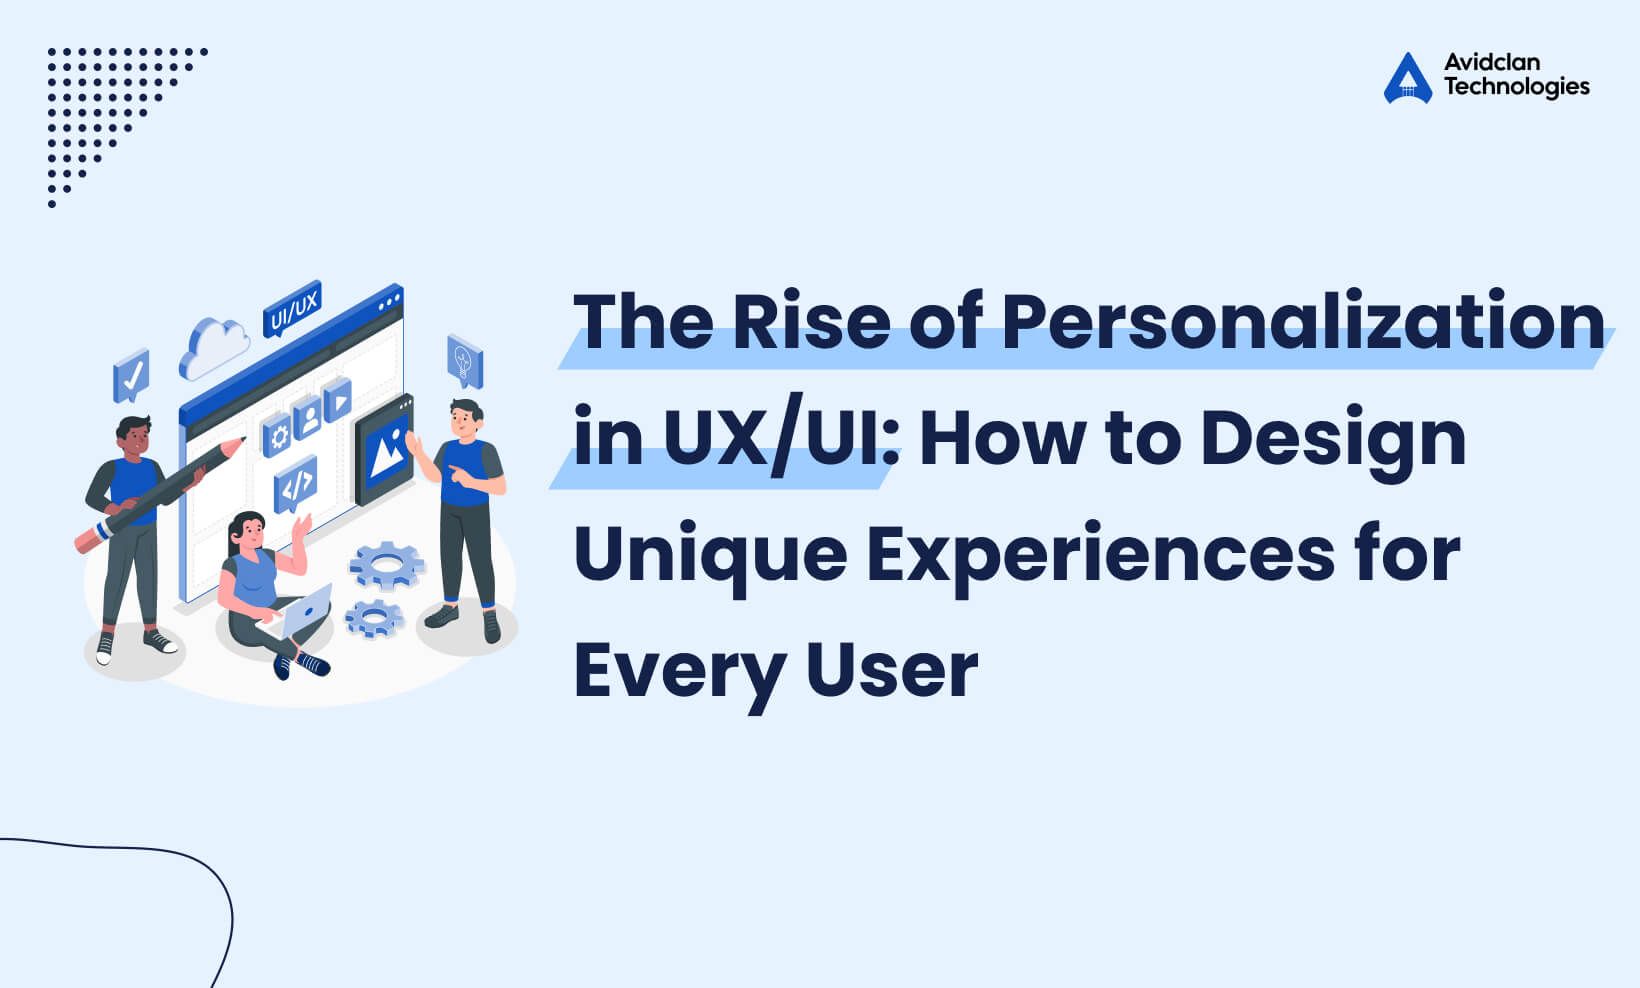 Avidclan
Technologies
UI/UX
</>
The Rise of Personalization
in UX/UI: How to Design
Unique Experiences for
Every User